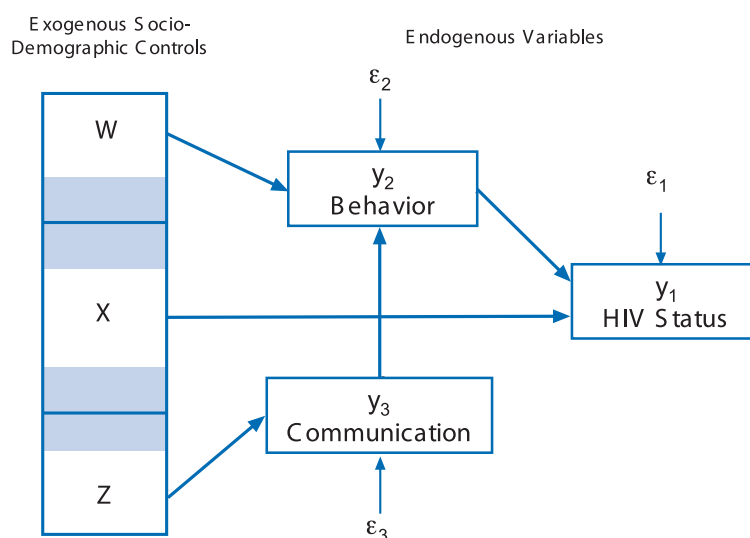 Exogenous Socio-
Demographic Controls
Endogenous Variables
ε2
W
y2
Behavior
ε1
X
y1
HIV Status
y3
Communication
Z
ε3